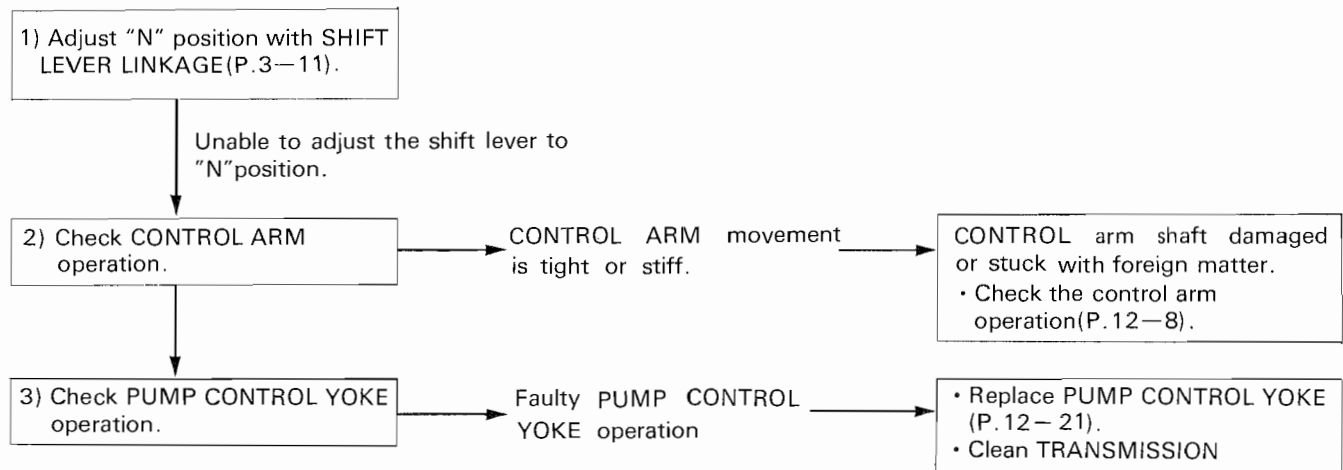 1) Adjust “N” position with SHIFT
LEVER LINKAGE(P.3—11).
Unable to adjust the shift lever to
"N"position.
2) Check CONTROL ARM
operation.
CONTROL ARM movement
is tight or stiff.
CONTROL arm shaft damaged
or stuck with foreign matter.
• Check the control arm
operation(P.12—8).
3) Check PUMP CONTROL YOKE
operation.
Faulty PUMP CONTROL
YOKE operation
• Replace PUMP CONTROL YOKE
(P.12—21).
• Clean TRANSMISSION